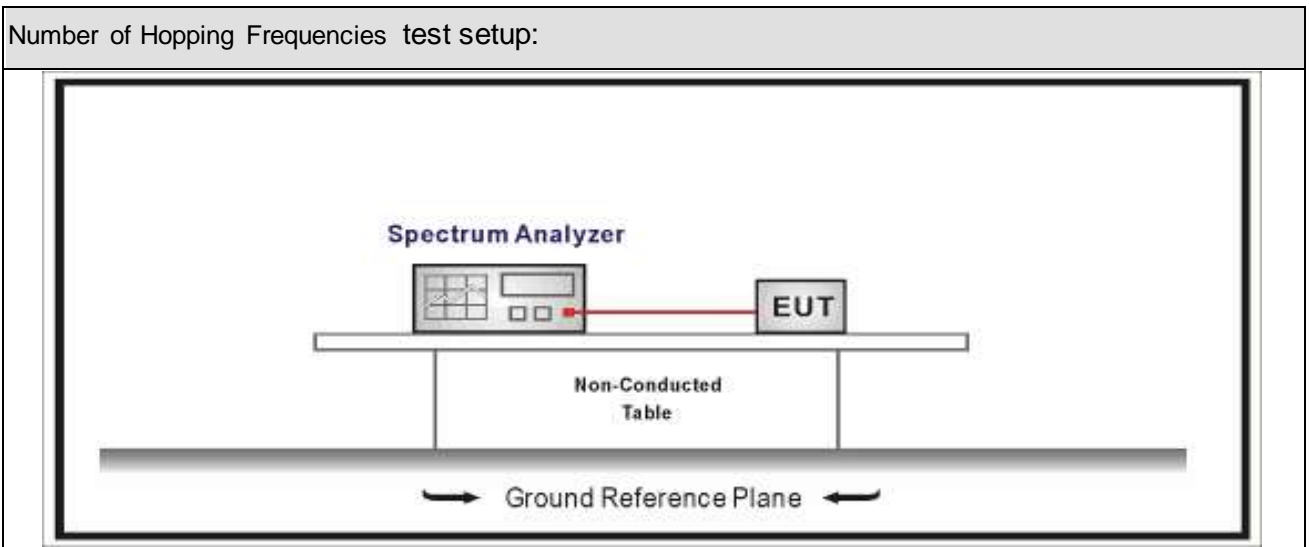 Number of Hopping Frequencies test setup:
Spectrum Analyzer
EUT
Non-Conducted
Table
Ground Reference Plane